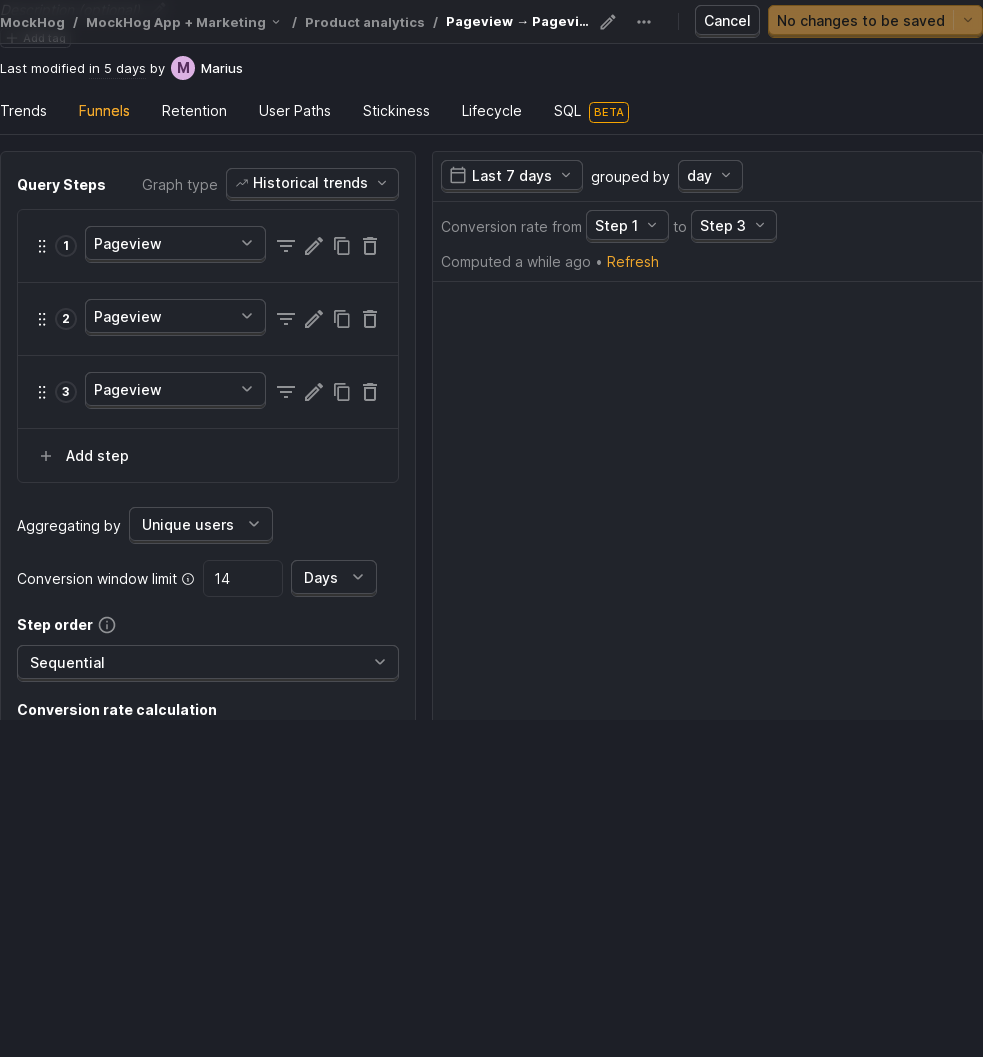 MockHog / MockHog App + Marketing / Product analytics / Pageview → Pagevi... Cancel No changes to be saved
Add tag
Last modified in 5 days by M Marius
Trends Funnels Retention User Paths Stickiness Lifecycle SQL BETA
Query Steps Graph type Historical trends
1 Pageview
2 Pageview
3 Pageview
Add step
Aggregating by Unique users
Conversion window limit 14 Days
Step order
Sequential
Conversion rate calculation
Last 7 days grouped by day
Conversion rate from Step 1 to Step 3
Computed a while ago • Refresh